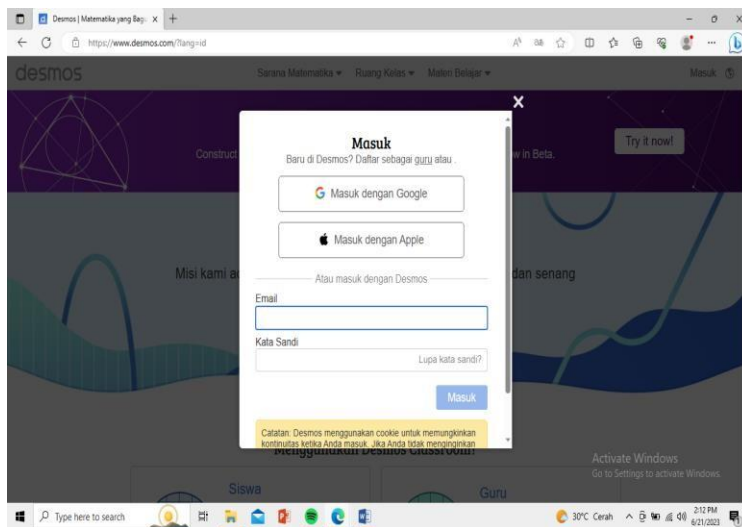 Desmos | Matematika yang Bag
https://www.desmos.com/?lang=id
desmos
Sarana Matematika
Ruang Kelas
Materi Belajar
Masuk
Construct
w in Beta.
Try it now!
Masuk
Baru di Desmos? Daftar sebagai guru atau .
Masuk dengan Google
Masuk dengan Apple
Misi kami
dan senang
Atau masuk dengan Desmos
Email
Kata Sandi
Lupa kata sandi?
Masuk
Catatan: Desmos menggunakan cookie untuk memungkinkan
kontinuitas ketika Anda masuk. Jika Anda tidak menginginkan
Menggunakan Desmos Classroom?
Siswa
Guru
Activate Windows
Go to Settings to activate Windows.
Type here to search
30°C Cerah
2:12 PM
6/21/2023